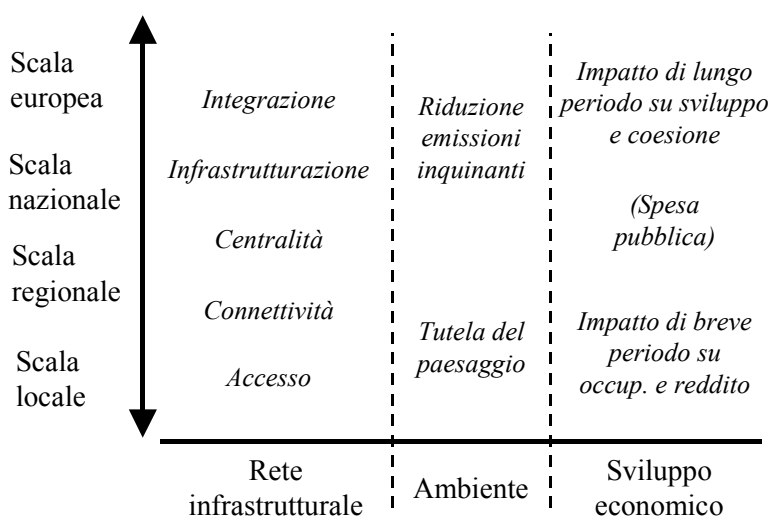 Scala
europea
Scala
nazionale
Scala
regionale
Scala
locale
Integrazione
Infrastrutturazione
Centralità
Connettività
Accesso
Riduzione
emissioni
inquinanti
Tutela del
paesaggio
Impatto di lungo
periodo su sviluppo
e coesione
(Spesa
pubblica)
Impatto di breve
periodo su
occup. e reddito
Rete
infrastrutturale
Ambiente
Sviluppo
economico